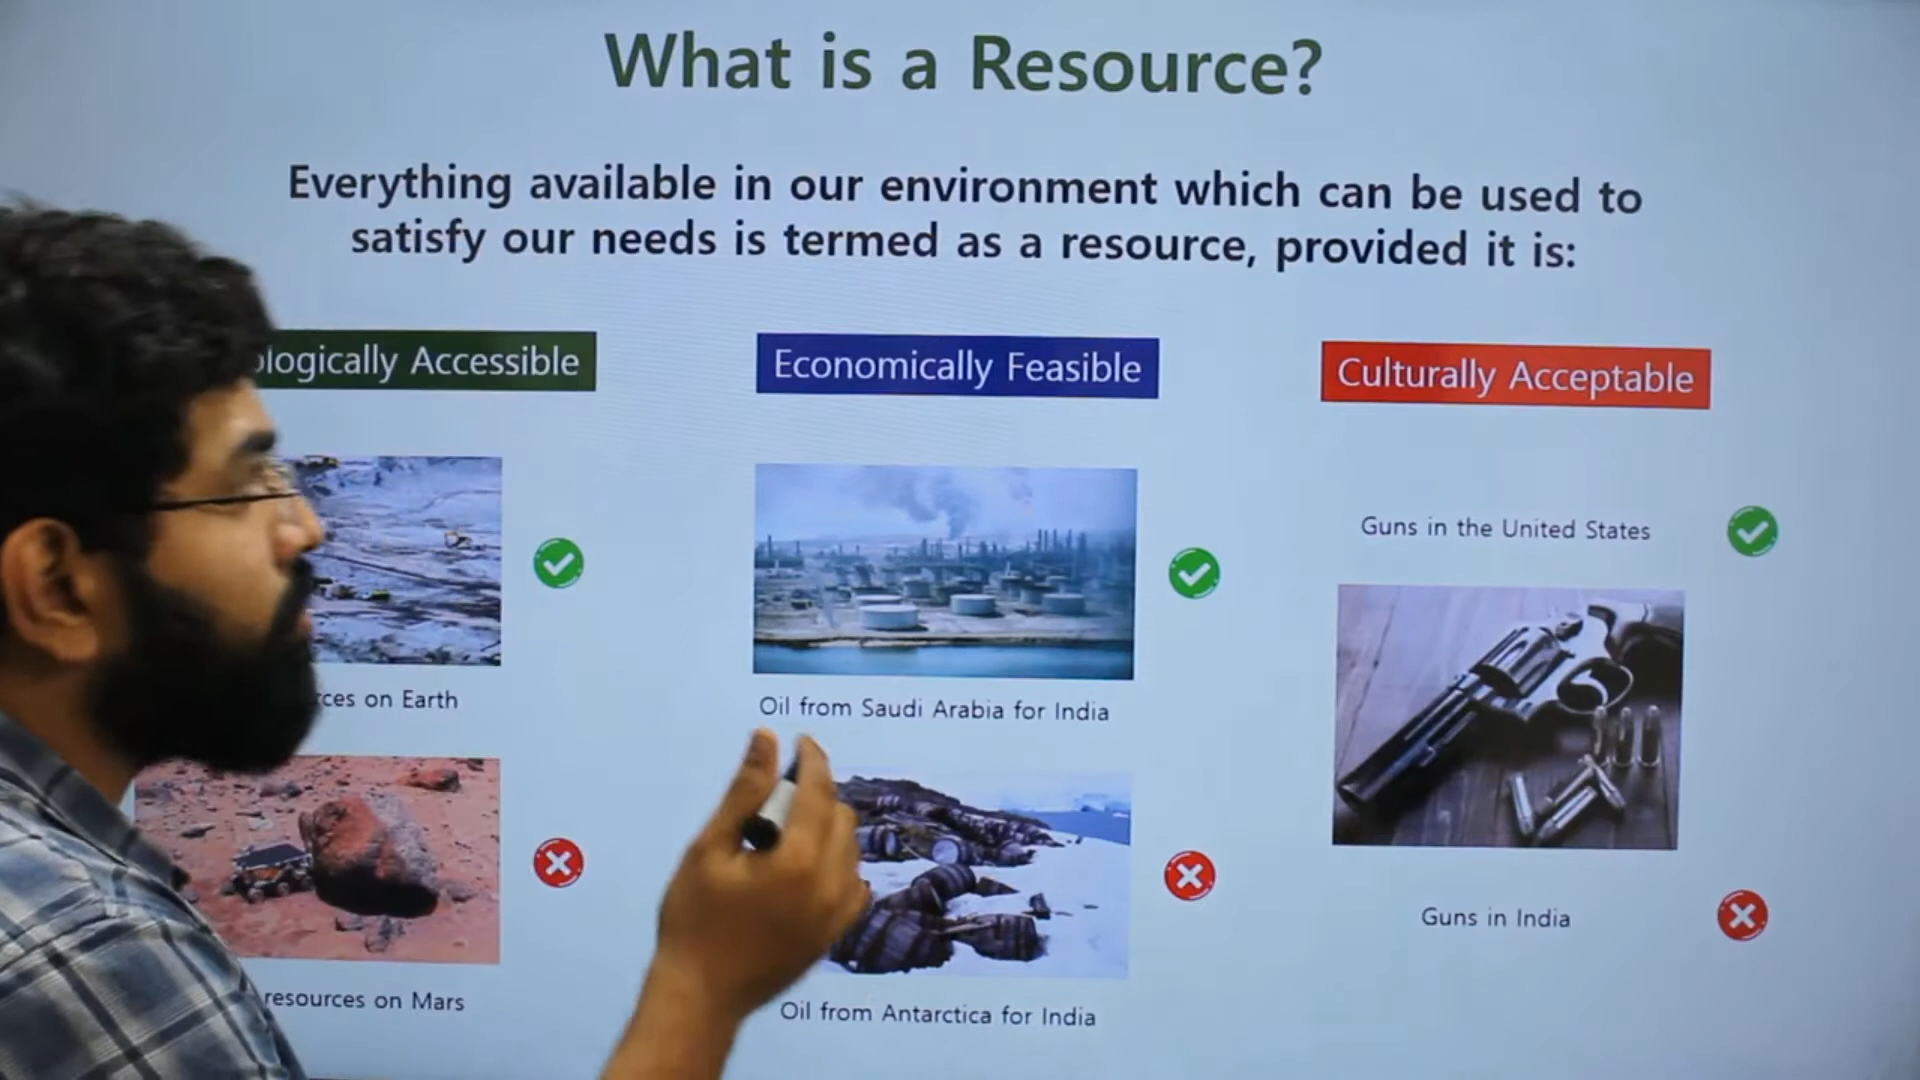 What is a Resource?
Everything available in our environment which can be used to
satisfy our needs is termed as a resource, provided it is:
Accessible
Economically Feasible
Culturally Acceptable
Guns in the United States
on Earth
Oil from Saudi Arabia for India
Guns in India
resources on Mars
Oil from Antarctica for India